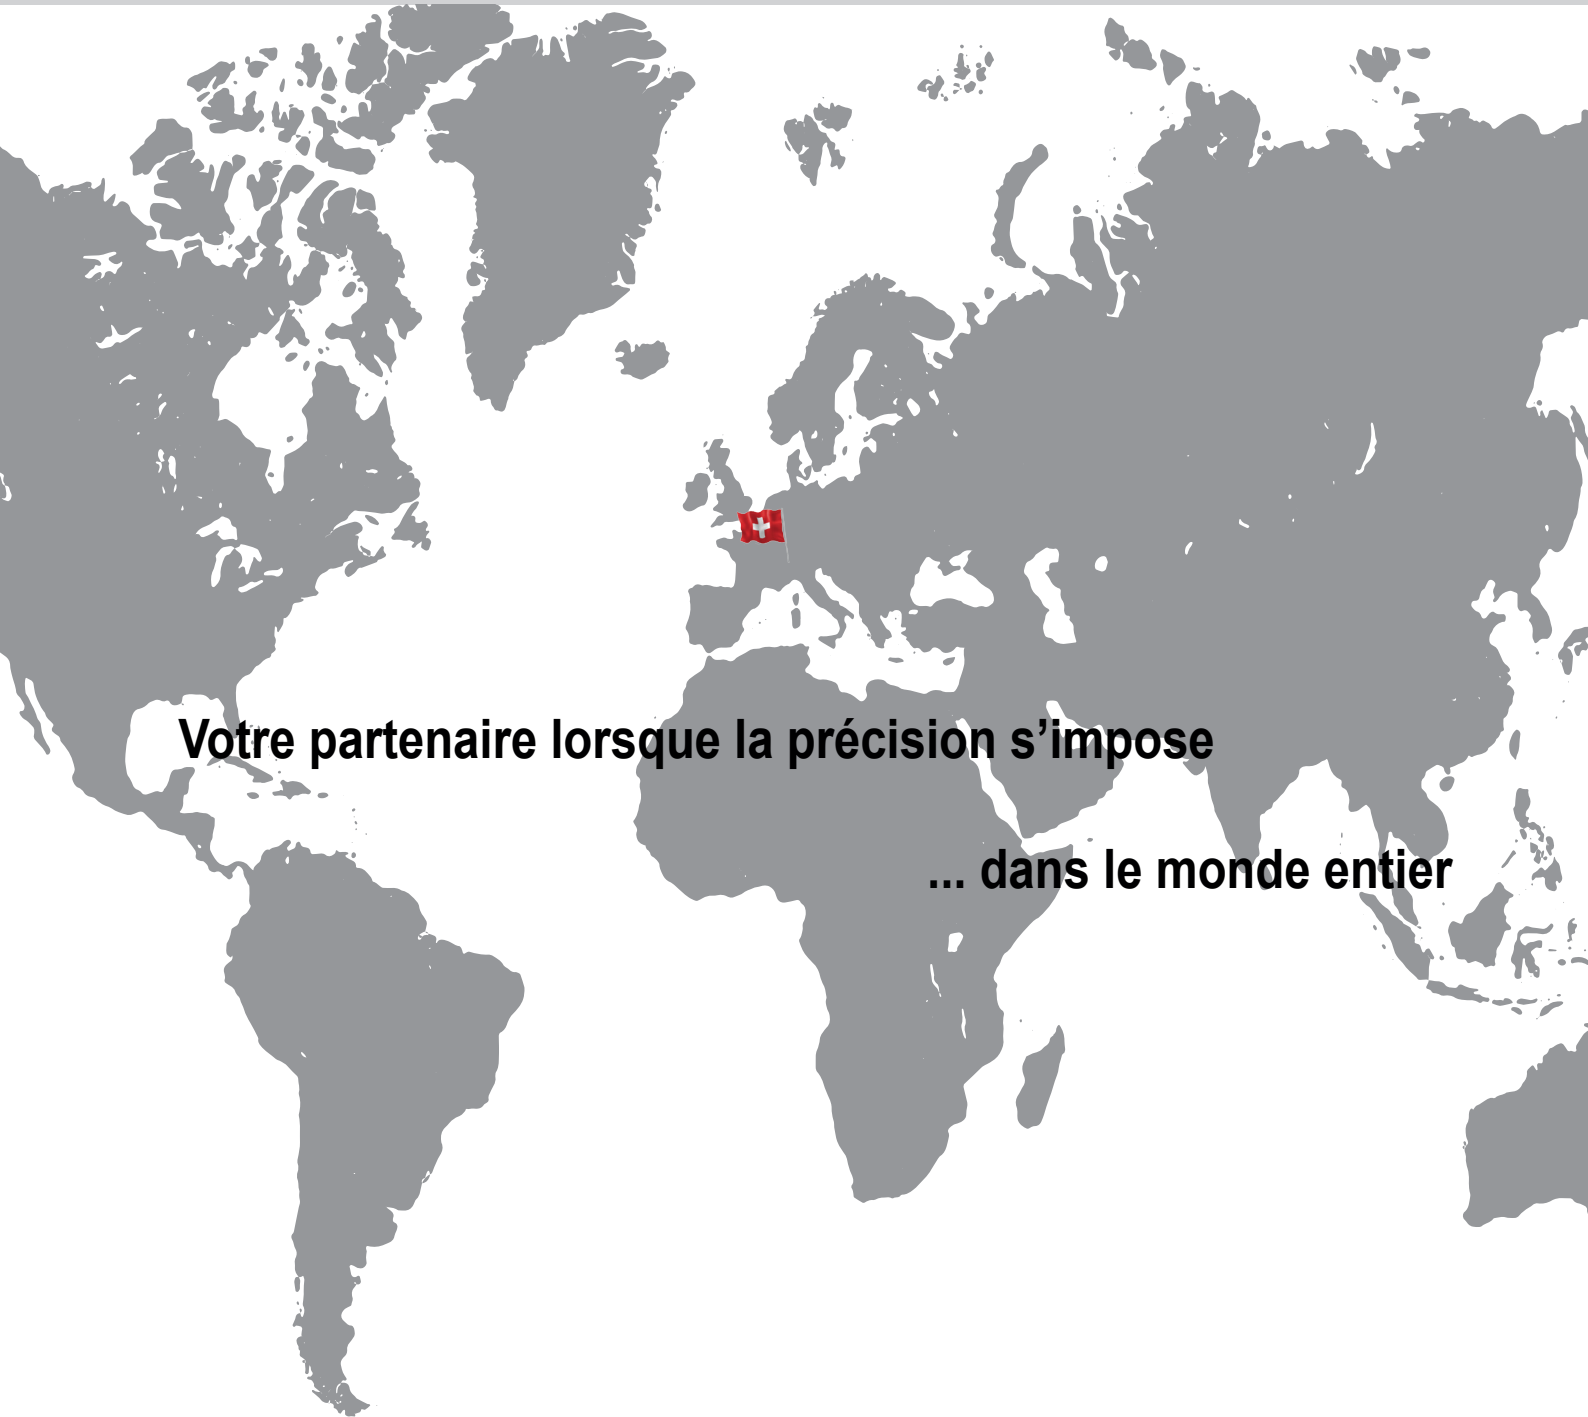 Votre partenaire lorsque la précision s’impose
... dans le monde entier